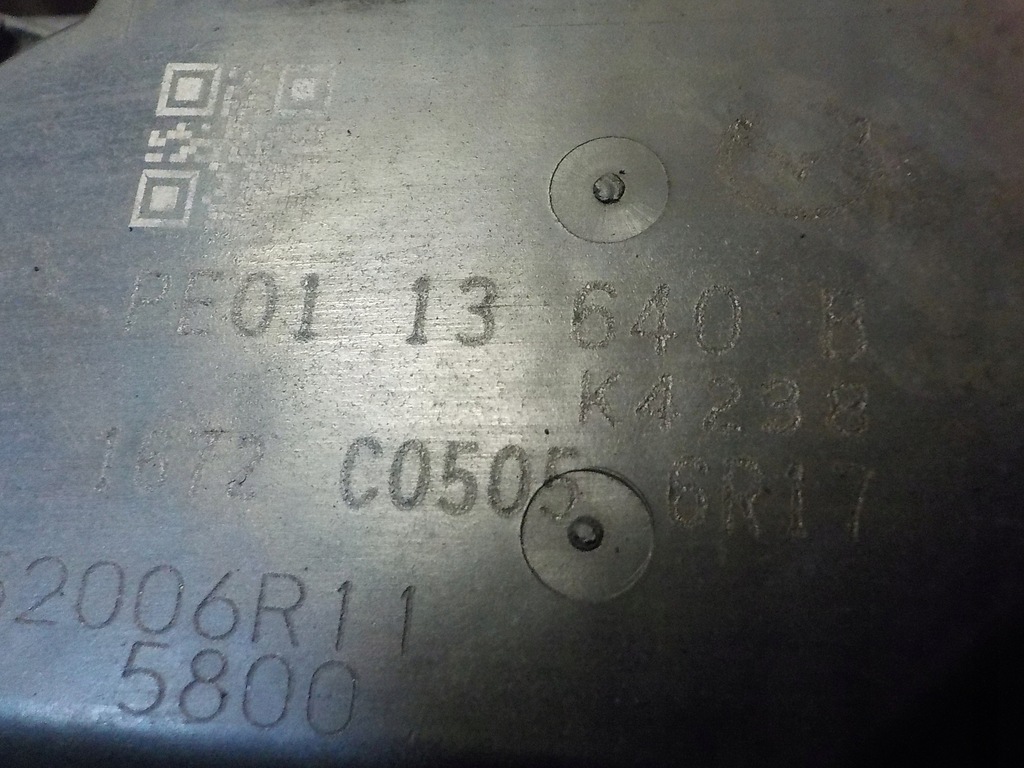 PE01 13 640 B
K4238
1672 C0505 6R17
2006R11
5800